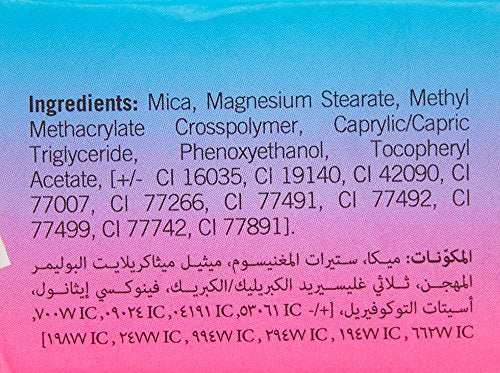 Ingredients: Mica, Magnesium Stearate, Methyl
Methacrylate Crosspolymer, Caprylic/Capric
Triglyceride, Phenoxyethanol, Tocopheryl
Acetate, [+/- CI 16035, CI 19140, CI 42090, CI
77007, CI 77266, CI 77491, CI 77492, CI
77499, CI 77742, CI 77891].
المكوّنات: ميكا، ستيرات المغنيسيوم، ميثيل ميثاكريلايت البوليمر
المهجن، ثلاثي غليسيريد الكبريليك/الكبريك، فينوكسي إيثانول،
أسيتات التوكوفيريل، [+/- ٥٣٠٦١ IC, ٠٤١٩١ IC, ٠٩٠٢٤ IC, ٧٠٠٧٧ IC,
٦٦٢٧٧ IC, ١٩٤٧٧ IC, ٢٩٤٧٧ IC, ٩٩٤٧٧ IC, ٢٤٧٧٧ IC, ١٩٨٧٧ IC]